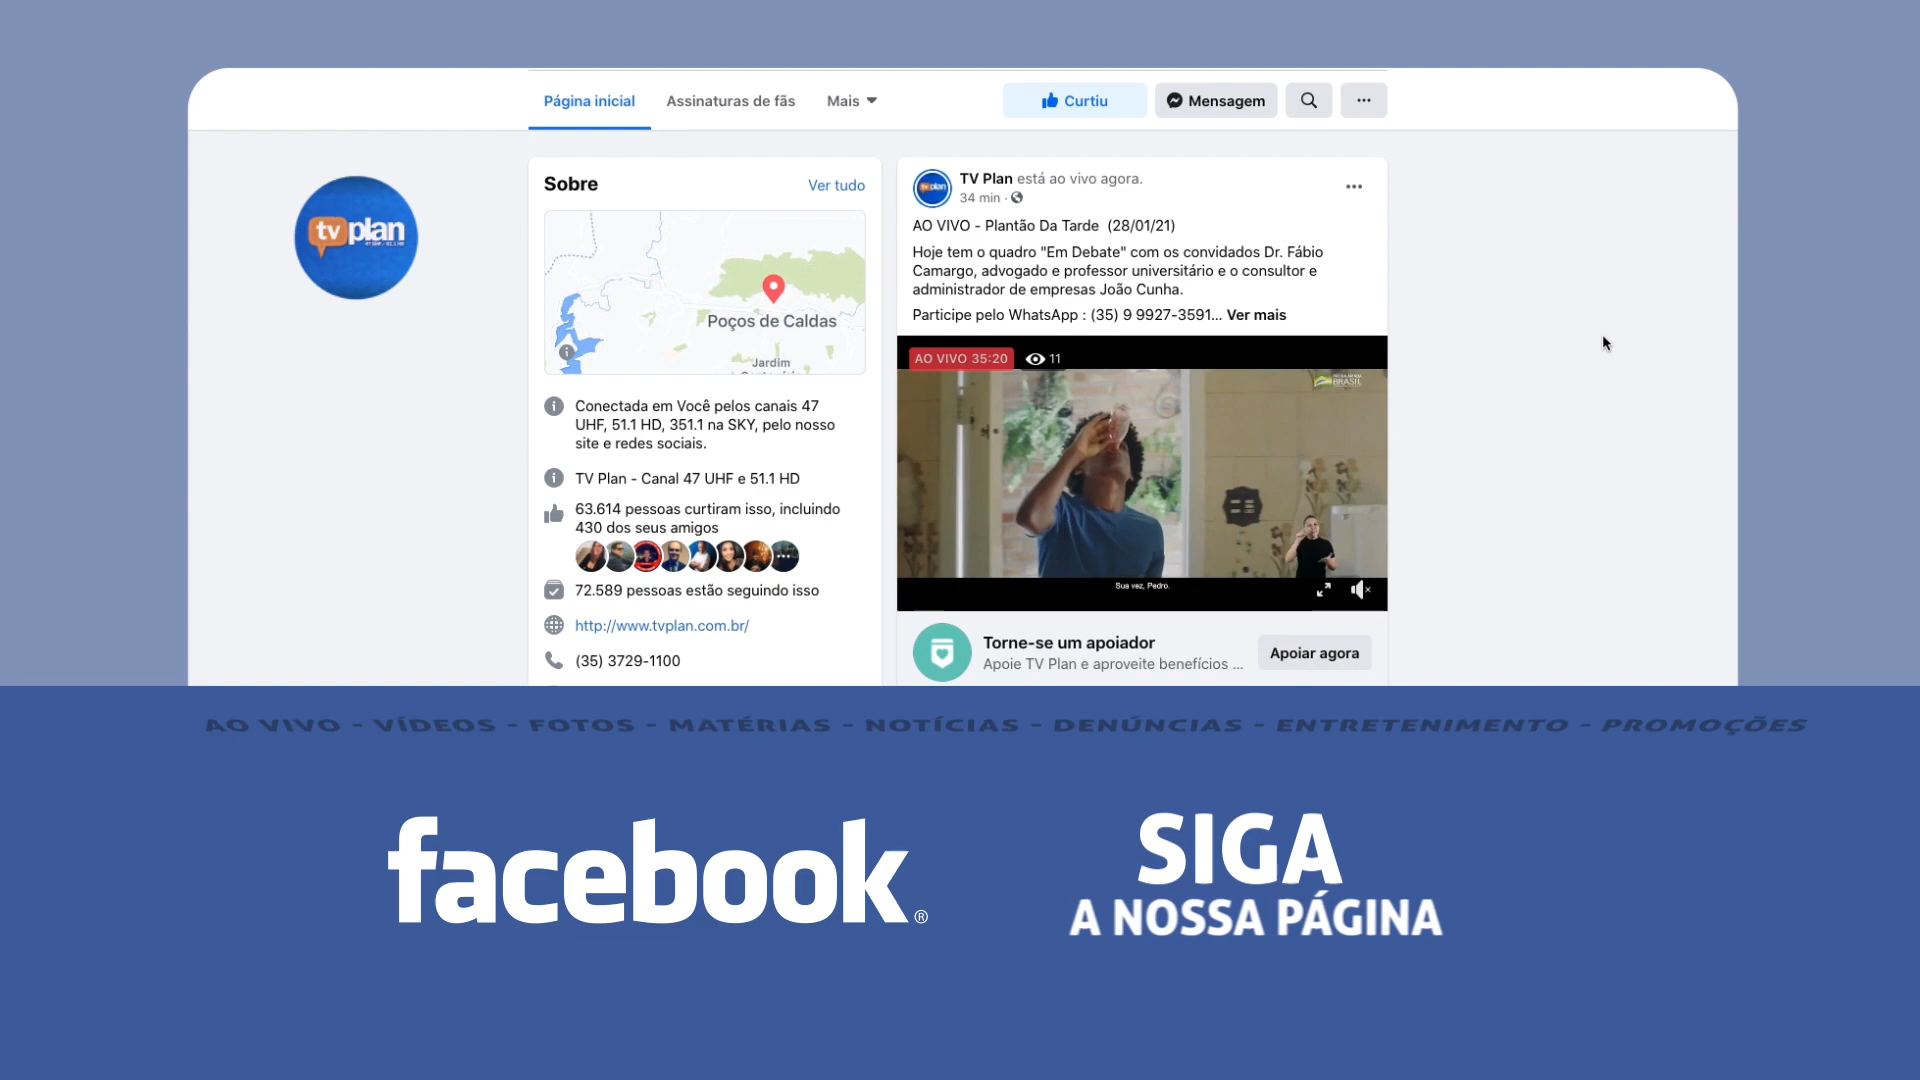 Página inicial
Assinaturas de fãs
Mais
Curtiu
Mensagem
tv plan
Sobre
Ver tudo
Poços de Caldas
Jardim
Conectada em Você pelos canais 47
UHF, 51.1 HD, 351.1 na SKY, pelo nosso
site e redes sociais.
TV Plan - Canal 47 UHF e 51.1 HD
63.614 pessoas curtiram isso, incluindo
430 dos seus amigos
72.589 pessoas estão seguindo isso
http://www.tvplan.com.br/
(35) 3729-1100
tv plan
TV Plan está ao vivo agora.
34 min ·
AO VIVO - Plantão Da Tarde (28/01/21)
Hoje tem o quadro "Em Debate" com os convidados Dr. Fábio
Camargo, advogado e professor universitário e o consultor e
administrador de empresas João Cunha.
Participe pelo WhatsApp : (35) 9 9927-3591... Ver mais
AO VIVO 35:20
11
BRASIL
Sua vez, Pedro.
Torne-se um apoiador
Apoie TV Plan e aproveite benefícios ...
Apoiar agora
AO VIVO - VÍDEOS - FOTOS - MATÉRIAS - NOTÍCIAS - DENÚNCIAS - ENTRETENIMENTO - PROMOÇÕES
facebook®
SIGA
A NOSSA PÁGINA